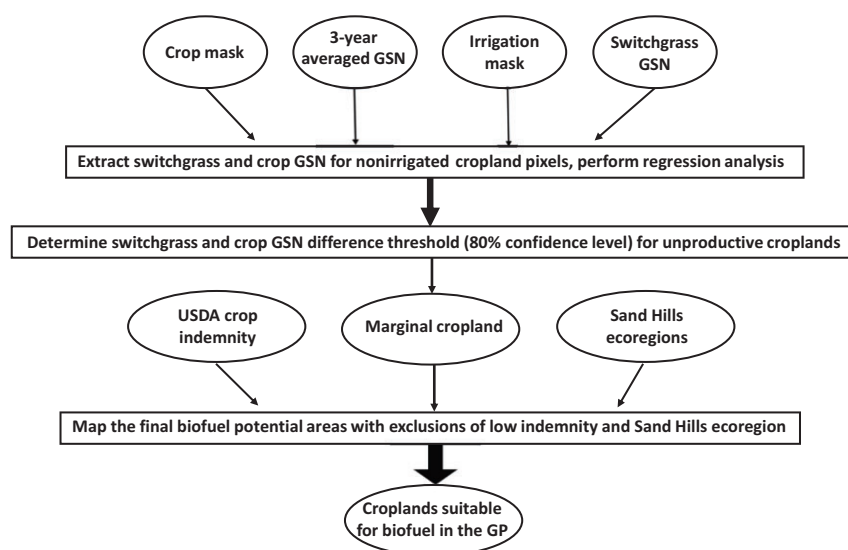 Crop mask
3-year
averaged GSN
Irrigation
mask
Switchgrass
GSN
Extract switchgrass and crop GSN for nonirrigated cropland pixels, perform regression analysis
Determine switchgrass and crop GSN difference threshold (80% confidence level) for unproductive croplands
USDA crop
indemnity
Marginal cropland
Sand Hills
ecoregions
Map the final biofuel potential areas with exclusions of low indemnity and Sand Hills ecoregion
Croplands suitable
for biofuel in the GP